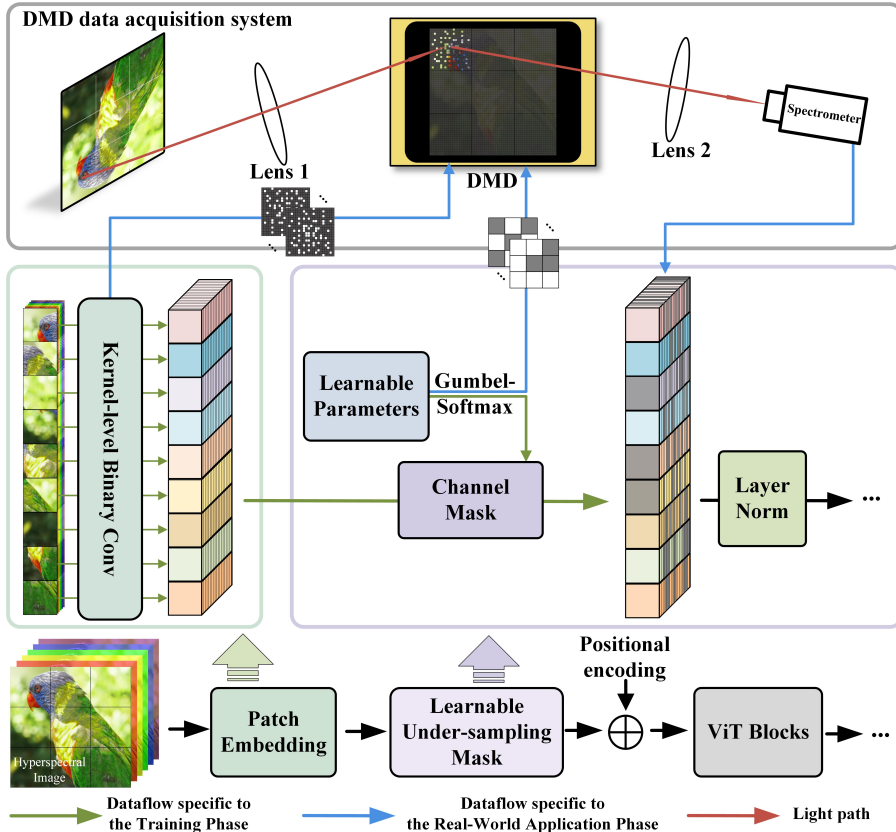 DMD data acquisition system
Lens 1
DMD
Lens 2
Spectrometer
Kernel-level Binary Conv
Learnable
Parameters
Gumbel-
Softmax
Channel
Mask
Layer
Norm
...
Hyperspectral
Image
Patch
Embedding
Learnable
Under-sampling
Mask
Positional
encoding
ViT Blocks
...
Dataflow specific to
the Training Phase
Dataflow specific to
the Real-World Application Phase
Light path